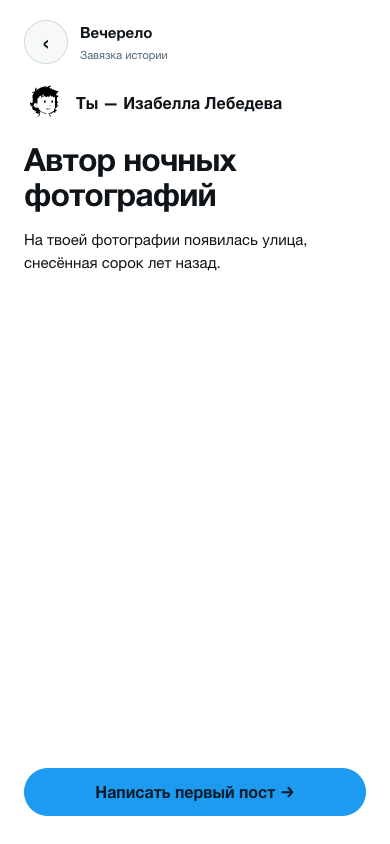 Вечерело
Завязка истории
Ты — Изабелла Лебедева
Автор ночных
фотографий
На твоей фотографии появилась улица,
снесённая сорок лет назад.
Написать первый пост →